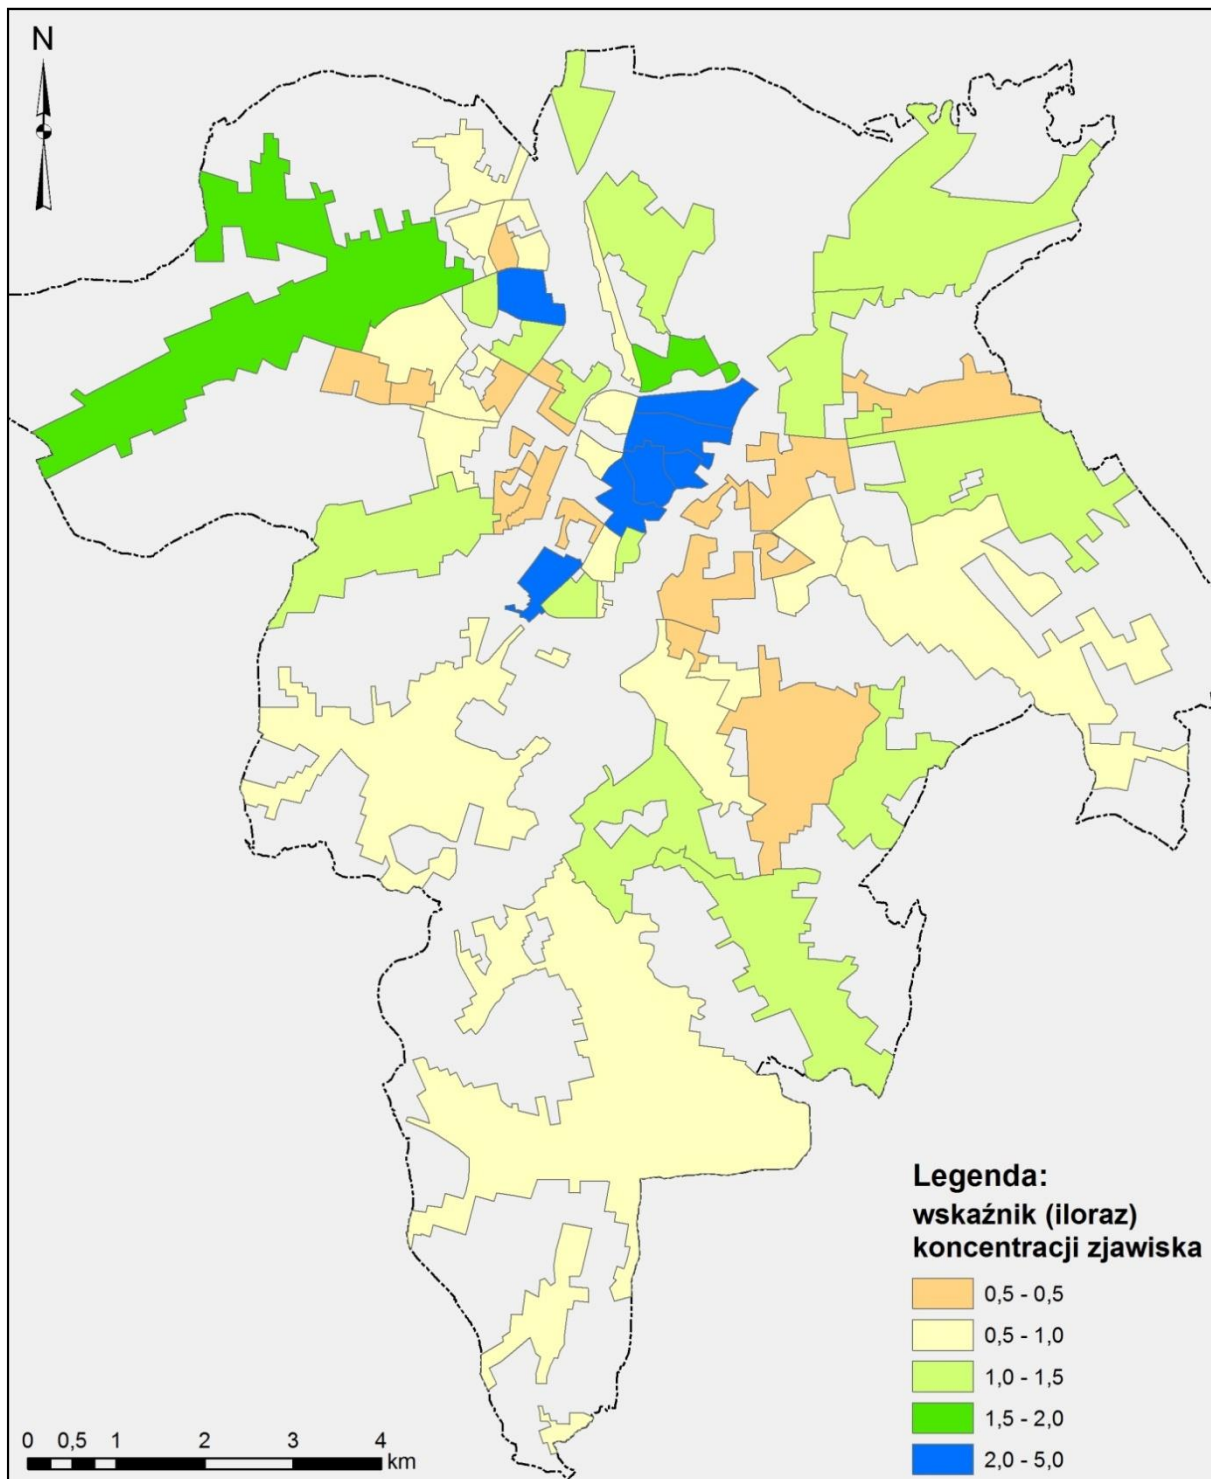 N
Legenda:
wskaźnik (iloraz)
koncentracji zjawiska
0,5 - 0,5
0,5 - 1,0
1,0 - 1,5
1,5 - 2,0
2,0 - 5,0
0 0,5 1 2 3 4
km